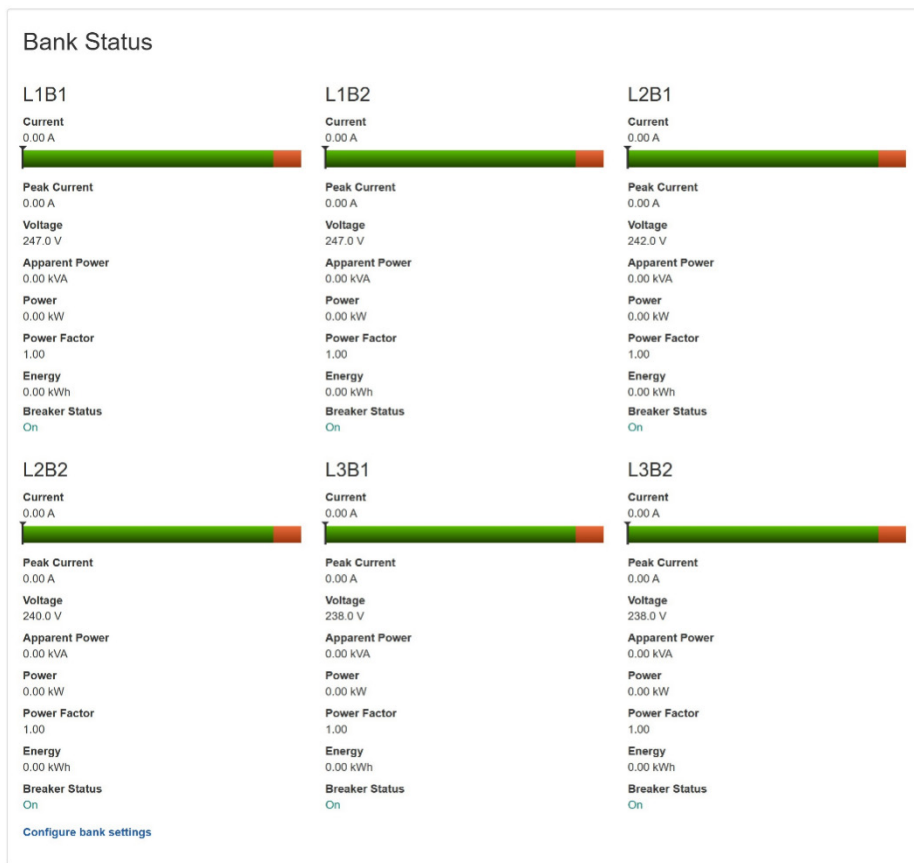 Bank Status
L1B1
Current
0.00 A
Peak Current
0.00 A
Voltage
247.0 V
Apparent Power
0.00 kVA
Power
0.00 kW
Power Factor
1.00
Energy
0.00 kWh
Breaker Status
On
L1B2
Current
0.00 A
Peak Current
0.00 A
Voltage
247.0 V
Apparent Power
0.00 kVA
Power
0.00 kW
Power Factor
1.00
Energy
0.00 kWh
Breaker Status
On
L2B1
Current
0.00 A
Peak Current
0.00 A
Voltage
242.0 V
Apparent Power
0.00 kVA
Power
0.00 kW
Power Factor
1.00
Energy
0.00 kWh
Breaker Status
On
L2B2
Current
0.00 A
Peak Current
0.00 A
Voltage
240.0 V
Apparent Power
0.00 kVA
Power
0.00 kW
Power Factor
1.00
Energy
0.00 kWh
Breaker Status
On
L3B1
Current
0.00 A
Peak Current
0.00 A
Voltage
238.0 V
Apparent Power
0.00 kVA
Power
0.00 kW
Power Factor
1.00
Energy
0.00 kWh
Breaker Status
On
L3B2
Current
0.00 A
Peak Current
0.00 A
Voltage
238.0 V
Apparent Power
0.00 kVA
Power
0.00 kW
Power Factor
1.00
Energy
0.00 kWh
Breaker Status
On
Configure bank settings